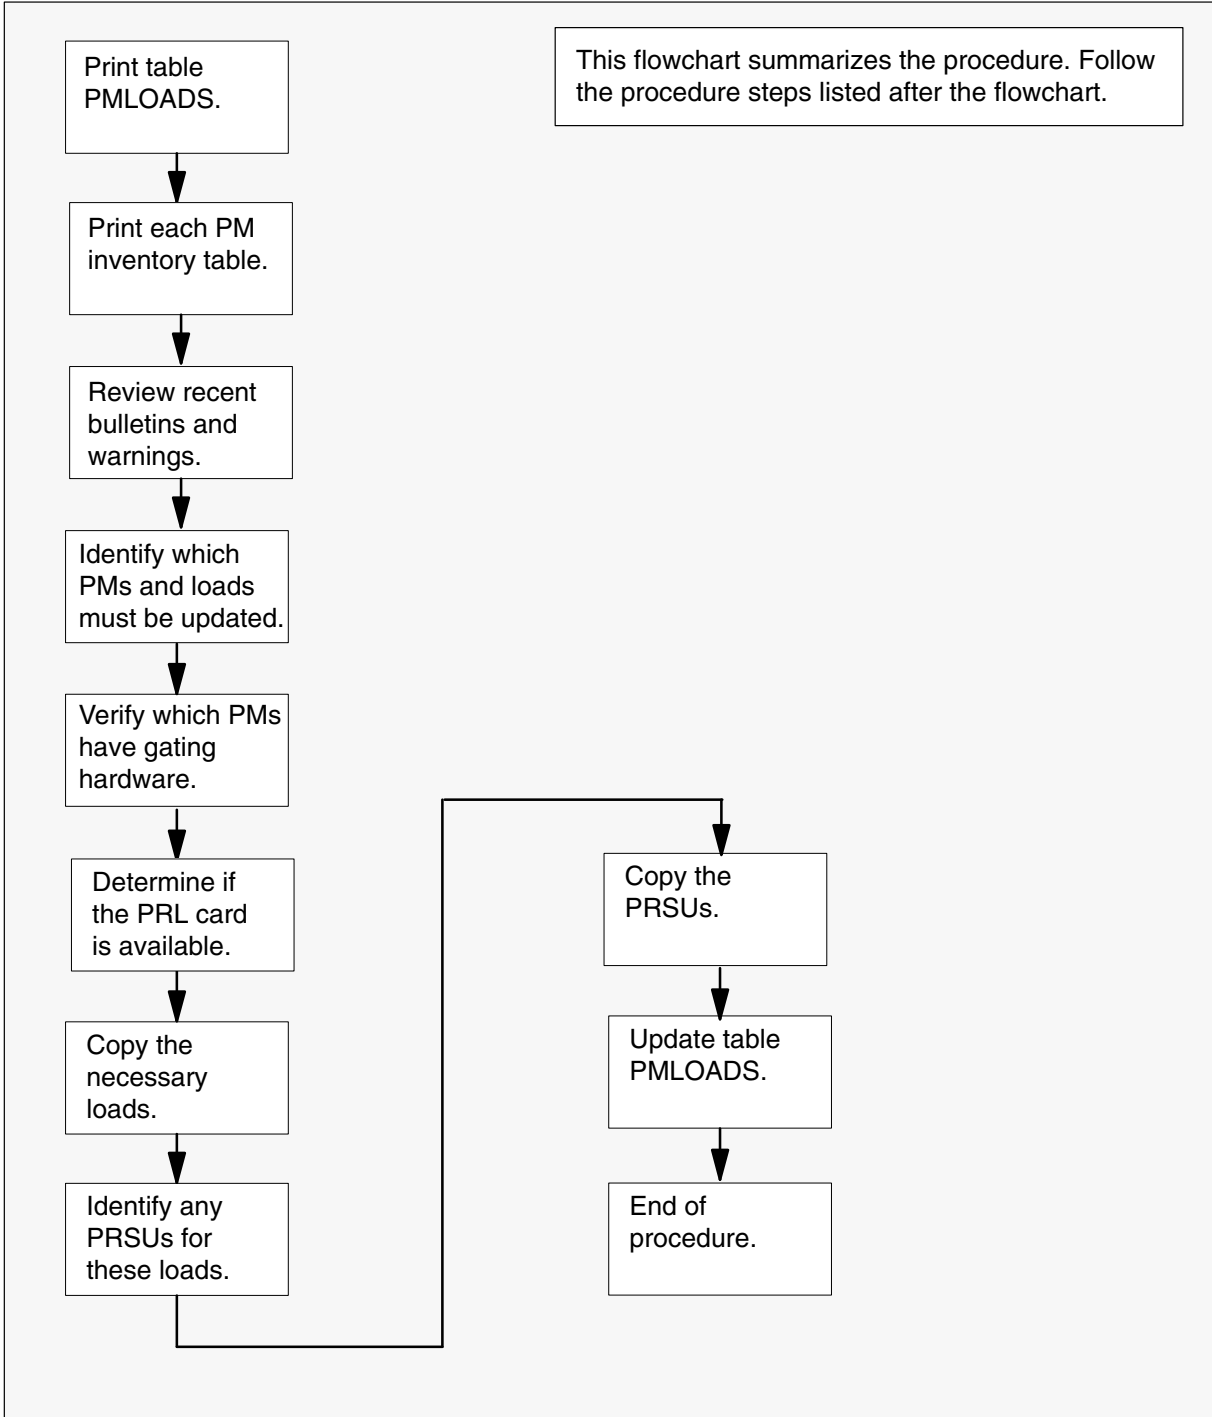 Print table
PMLOADS.
This flowchart summarizes the procedure. Follow
the procedure steps listed after the flowchart.
Print each PM
inventory table.
Review recent
bulletins and
warnings.
Identify which
PMs and loads
must be updated.
Verify which PMs
have gating
hardware.
Determine if
the PRL card
is available.
Copy the
necessary
loads.
Identify any
PRSUs for
these loads.
Copy the
PRSUs.
Update table
PMLOADS.
End of
procedure.